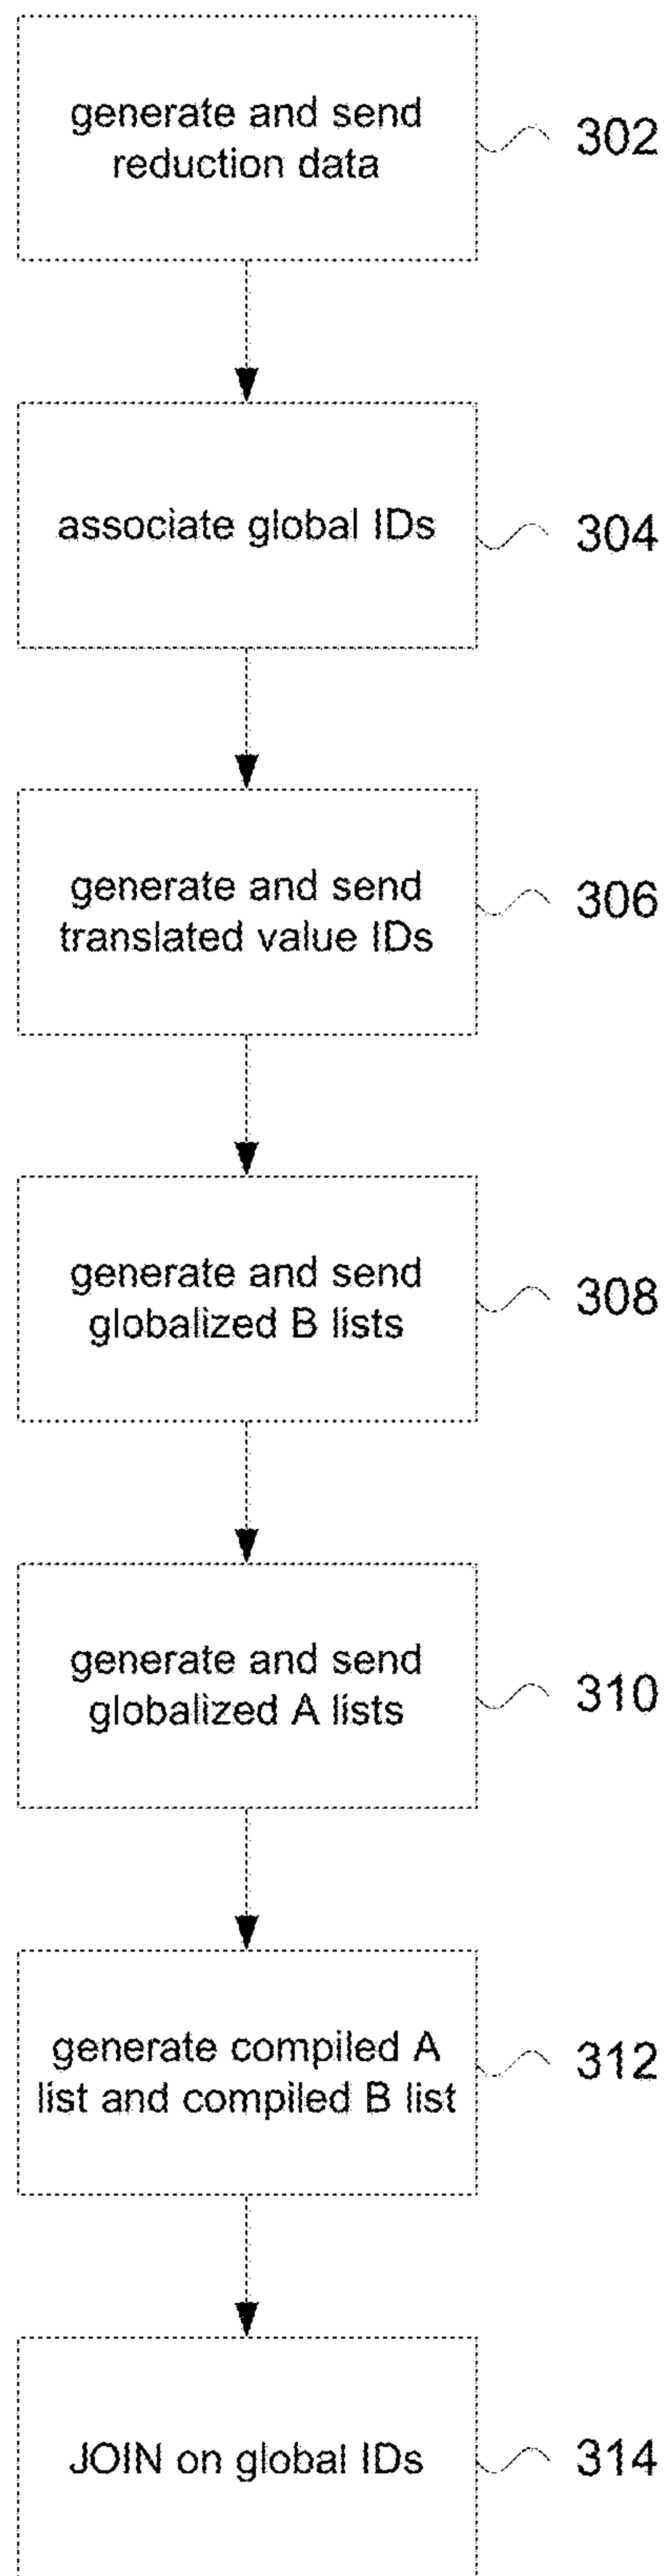 generate and send
reduction data
302
associate global IDs
304
generate and send
translated value IDs
306
generate and send
globalized B lists
308
generate and send
globalized A lists
310
generate compiled A
list and compiled B list
312
JOIN on global IDs
314